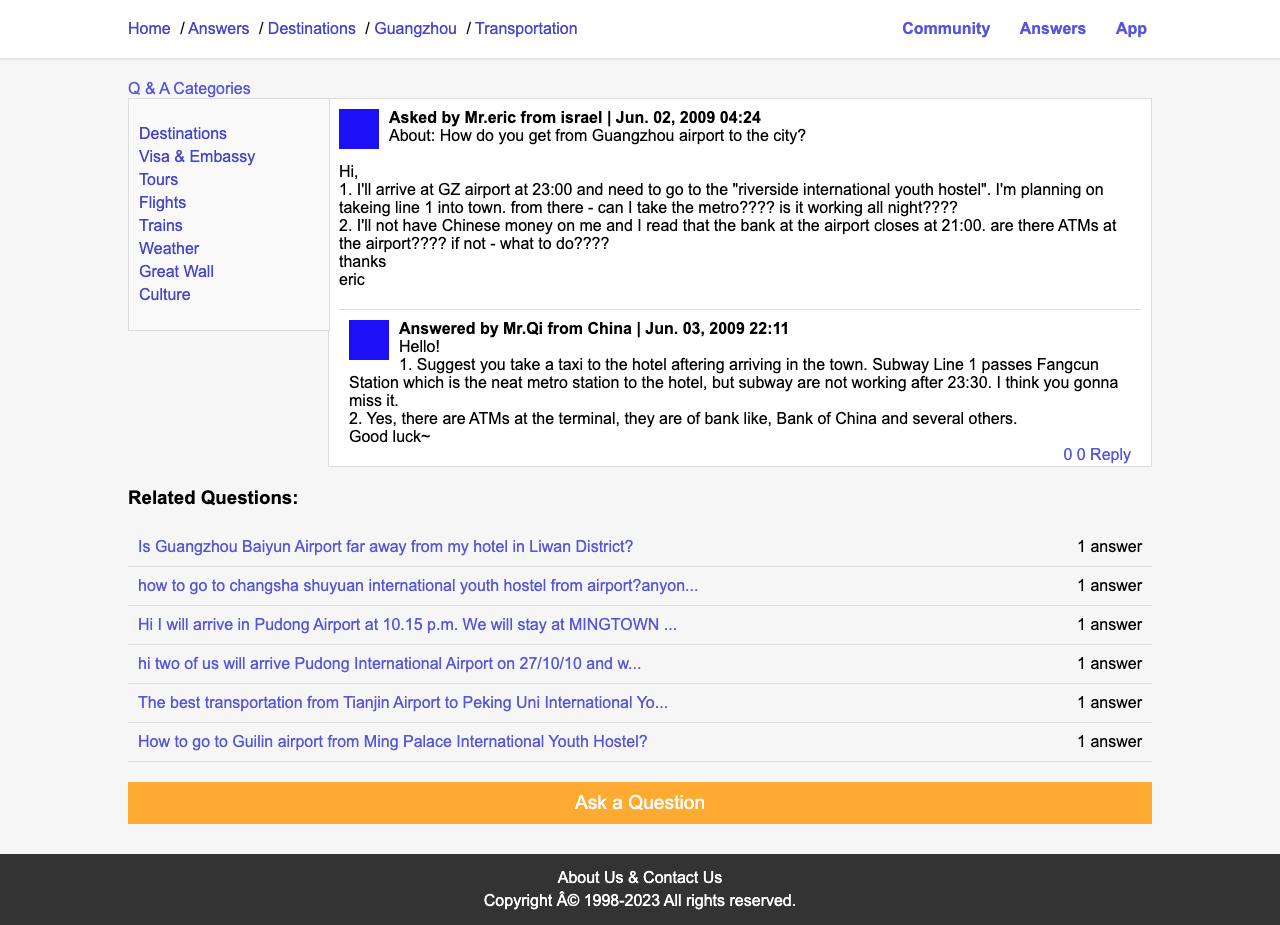 Home / Answers / Destinations / Guangzhou / Transportation
Community Answers App
Q & A Categories
Destinations
Visa & Embassy
Tours
Flights
Trains
Weather
Great Wall
Culture
Asked by Mr.eric from israel | Jun. 02, 2009 04:24
About: How do you get from Guangzhou airport to the city?
Hi,
1. I'll arrive at GZ airport at 23:00 and need to go to the "riverside international youth hostel". I'm planning on
takeing line 1 into town. from there - can I take the metro???? is it working all night????
2. I'll not have Chinese money on me and I read that the bank at the airport closes at 21:00. are there ATMs at
the airport???? if not - what to do????
thanks
eric
Answered by Mr.Qi from China | Jun. 03, 2009 22:11
Hello!
1. Suggest you take a taxi to the hotel aftering arriving in the town. Subway Line 1 passes Fangcun
Station which is the neat metro station to the hotel, but subway are not working after 23:30. I think you gonna
miss it.
2. Yes, there are ATMs at the terminal, they are of bank like, Bank of China and several others.
Good luck~
0 0 Reply
Related Questions:
Is Guangzhou Baiyun Airport far away from my hotel in Liwan District? 1 answer
how to go to changsha shuyuan international youth hostel from airport?anyon... 1 answer
Hi I will arrive in Pudong Airport at 10.15 p.m. We will stay at MINGTOWN ... 1 answer
hi two of us will arrive Pudong International Airport on 27/10/10 and w... 1 answer
The best transportation from Tianjin Airport to Peking Uni International Yo... 1 answer
How to go to Guilin airport from Ming Palace International Youth Hostel? 1 answer
Ask a Question
About Us & Contact Us
Copyright Â© 1998-2023 All rights reserved.